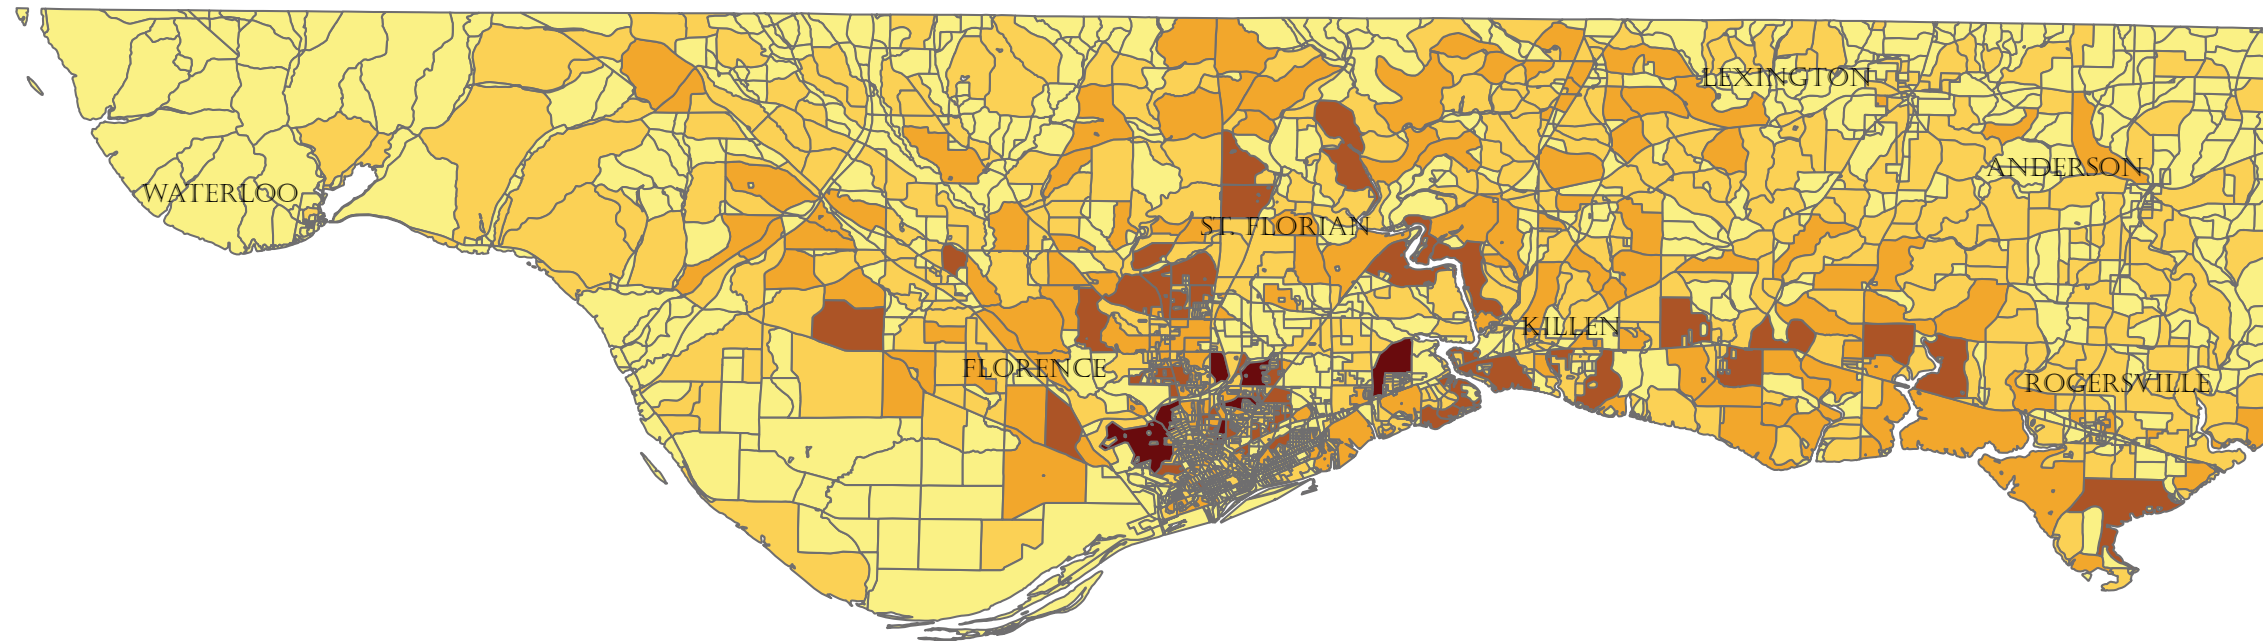 LEXINGTON
ANDERSON
WATERLOO
ST. FLORIAN
KILLEN
FLORENCE
ROGERSVILLE